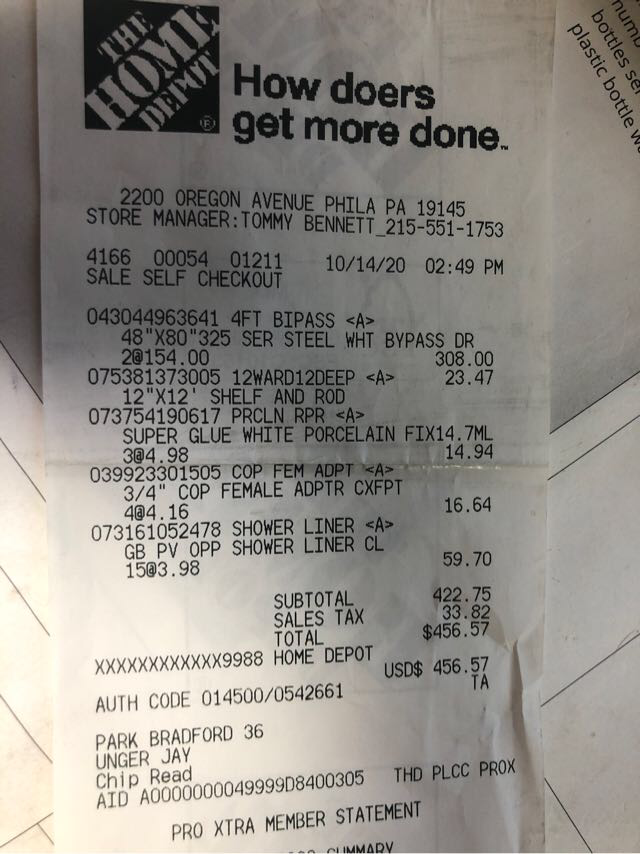 THE
HOME
DEPOT
®
How doers
get more done.™
2200 OREGON AVENUE PHILA PA 19145
STORE MANAGER:TOMMY BENNETT_215-551-1753
4166 00054 01211 10/14/20 02:49 PM
SALE SELF CHECKOUT
043044963641 4FT BIPASS <A>
48"X80"325 SER STEEL WHT BYPASS DR
2@154.00 308.00
075381373005 12WARD12DEEP <A> 23.47
12"X12' SHELF AND ROD
073754190617 PRCLN RPR <A>
SUPER GLUE WHITE PORCELAIN FIX14.7ML
3@4.98 14.94
039923301505 COP FEM ADPT <A>
3/4" COP FEMALE ADPTR CXFPT
4@4.16 16.64
073161052478 SHOWER LINER <A>
GB PV OPP SHOWER LINER CL
15@3.98 59.70
SUBTOTAL 422.75
SALES TAX 33.82
TOTAL $456.57
XXXXXXXXXXXX9988 HOME DEPOT
USD$ 456.57
TA
AUTH CODE 014500/0542661
PARK BRADFORD 36
UNGER JAY
Chip Read
AID A0000000049999D8400305 THD PLCC PROX
PRO XTRA MEMBER STATEMENT
SUMMARY
bottles
plastic bottle